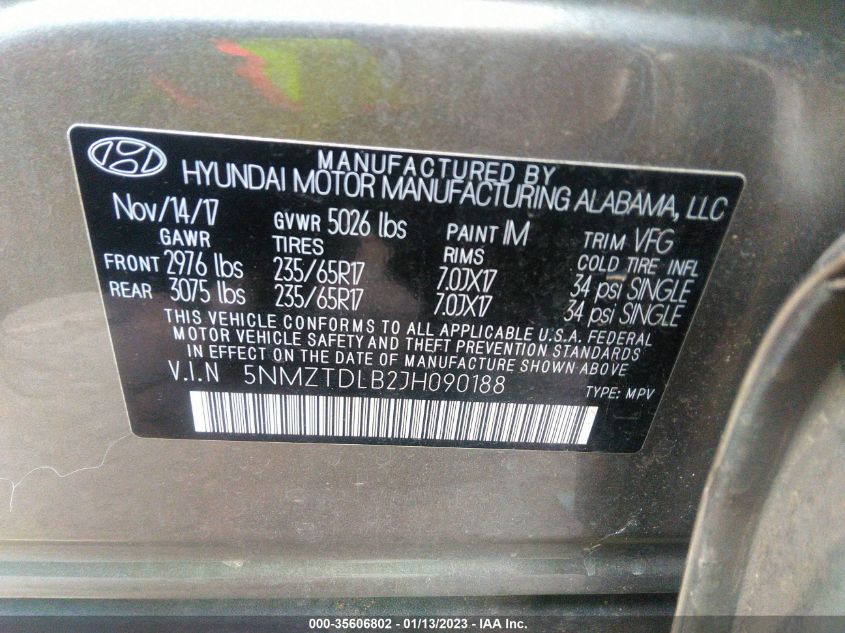 MANUFACTURED BY
HYUNDAI MOTOR MANUFACTURING ALABAMA, LLC
Nov/14/17 GVWR 5026 lbs PAINT 1M TRIM VFG
GAWR TIRES RIMS COLD TIRE INFL
FRONT 2976 lbs 235/65R17 7.0JX17 34 psi SINGLE
REAR 3075 lbs 235/65R17 7.0JX17 34 psi SINGLE
THIS VEHICLE CONFORMS TO ALL APPLICABLE U.S.A. FEDERAL
MOTOR VEHICLE SAFETY AND THEFT PREVENTION STANDARDS
IN EFFECT ON THE DATE OF MANUFACTURE SHOWN ABOVE
V.I.N 5NMZTDLB2JH090188 TYPE: MPV
000-35606802 - 01/13/2023 - IAA Inc.